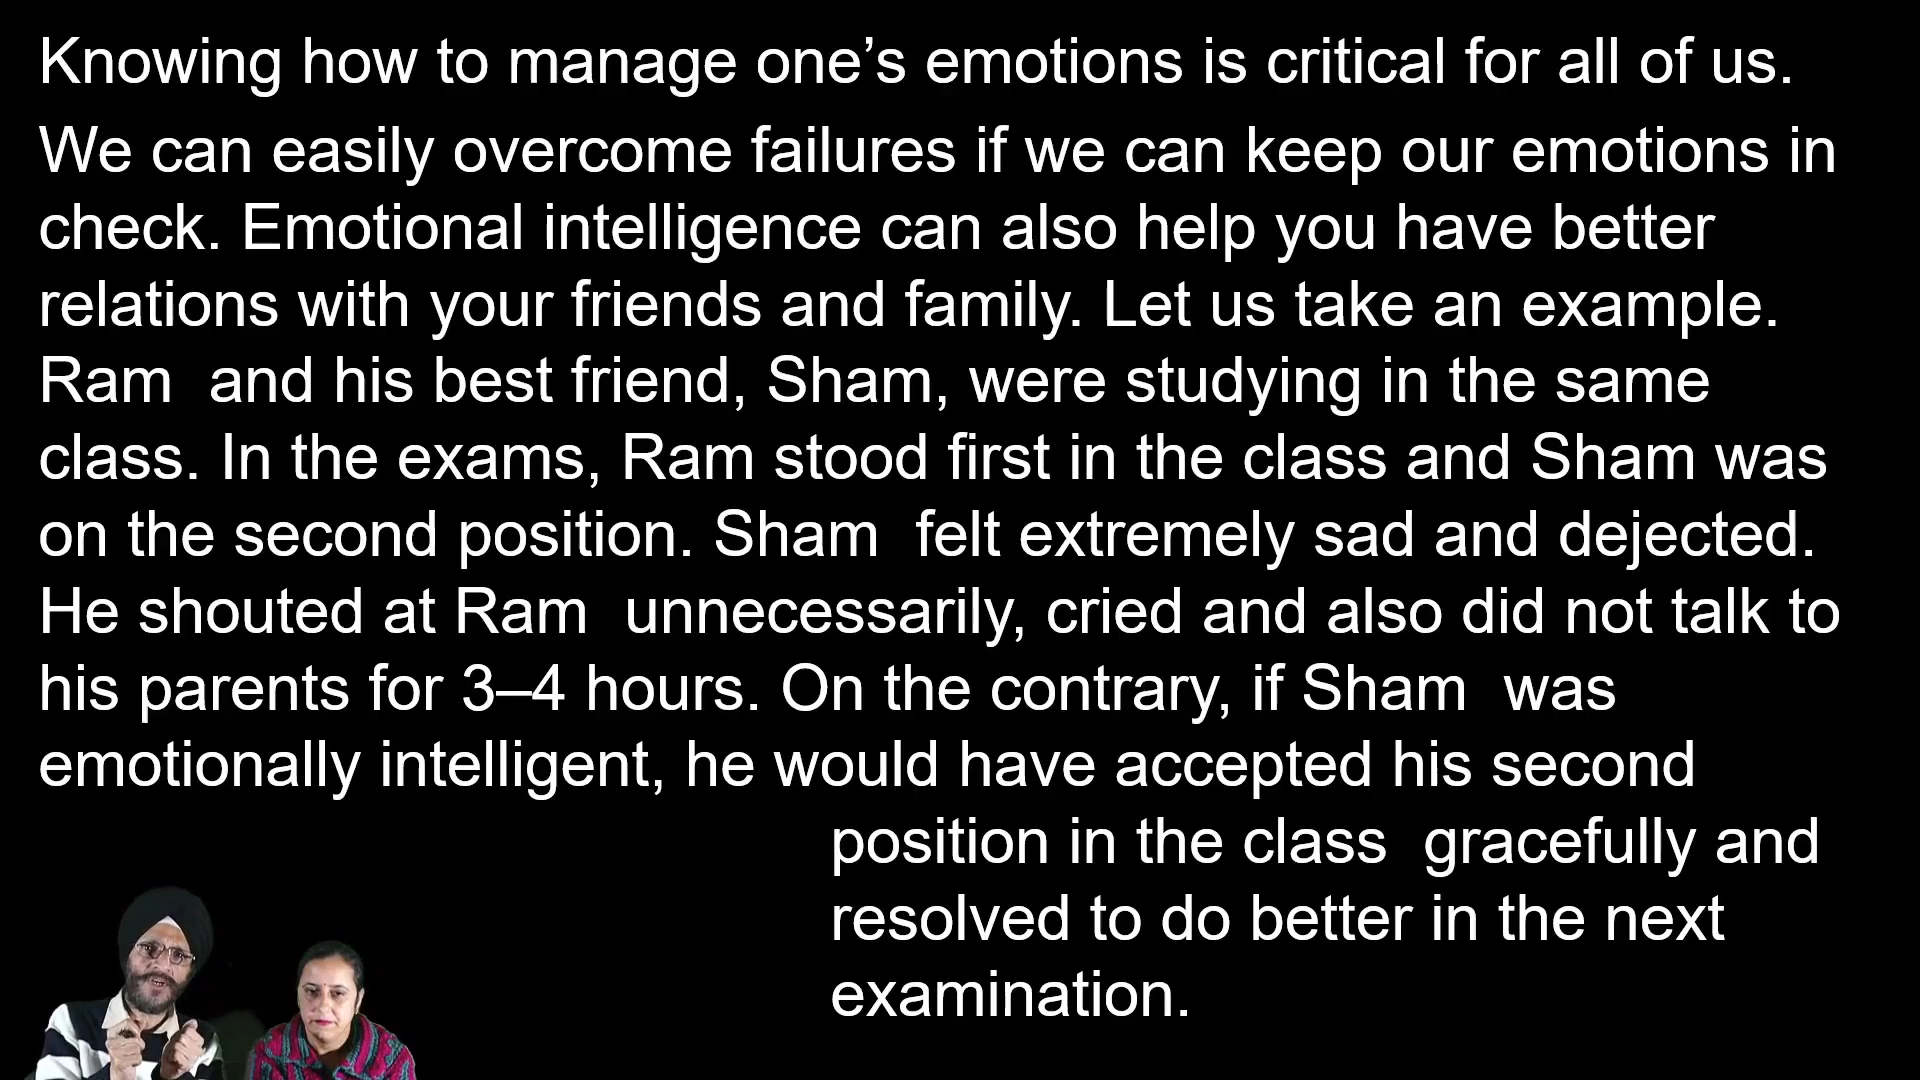 Knowing how to manage one’s emotions is critical for all of us.
We can easily overcome failures if we can keep our emotions in
check. Emotional intelligence can also help you have better
relations with your friends and family. Let us take an example.
Ram  and his best friend, Sham, were studying in the same
class. In the exams, Ram stood first in the class and Sham was
on the second position. Sham  felt extremely sad and dejected.
He shouted at Ram  unnecessarily, cried and also did not talk to
his parents for 3–4 hours. On the contrary, if Sham  was
emotionally intelligent, he would have accepted his second
position in the class  gracefully and
resolved to do better in the next
examination.